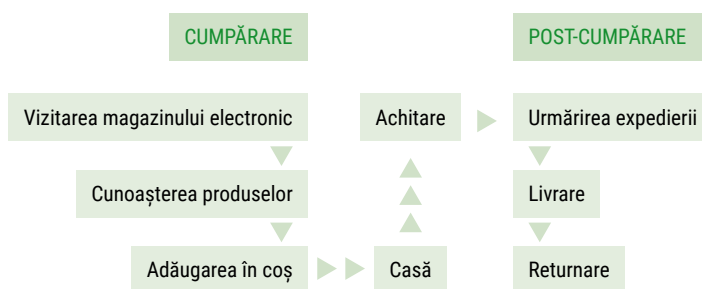 CUMPĂRARE
POST-CUMPĂRARE
Vizitarea magazinului electronic
Achitare
Urmărirea expedierii
Cunoașterea produselor
Livrare
Adăugarea în coș
Casă
Returnare